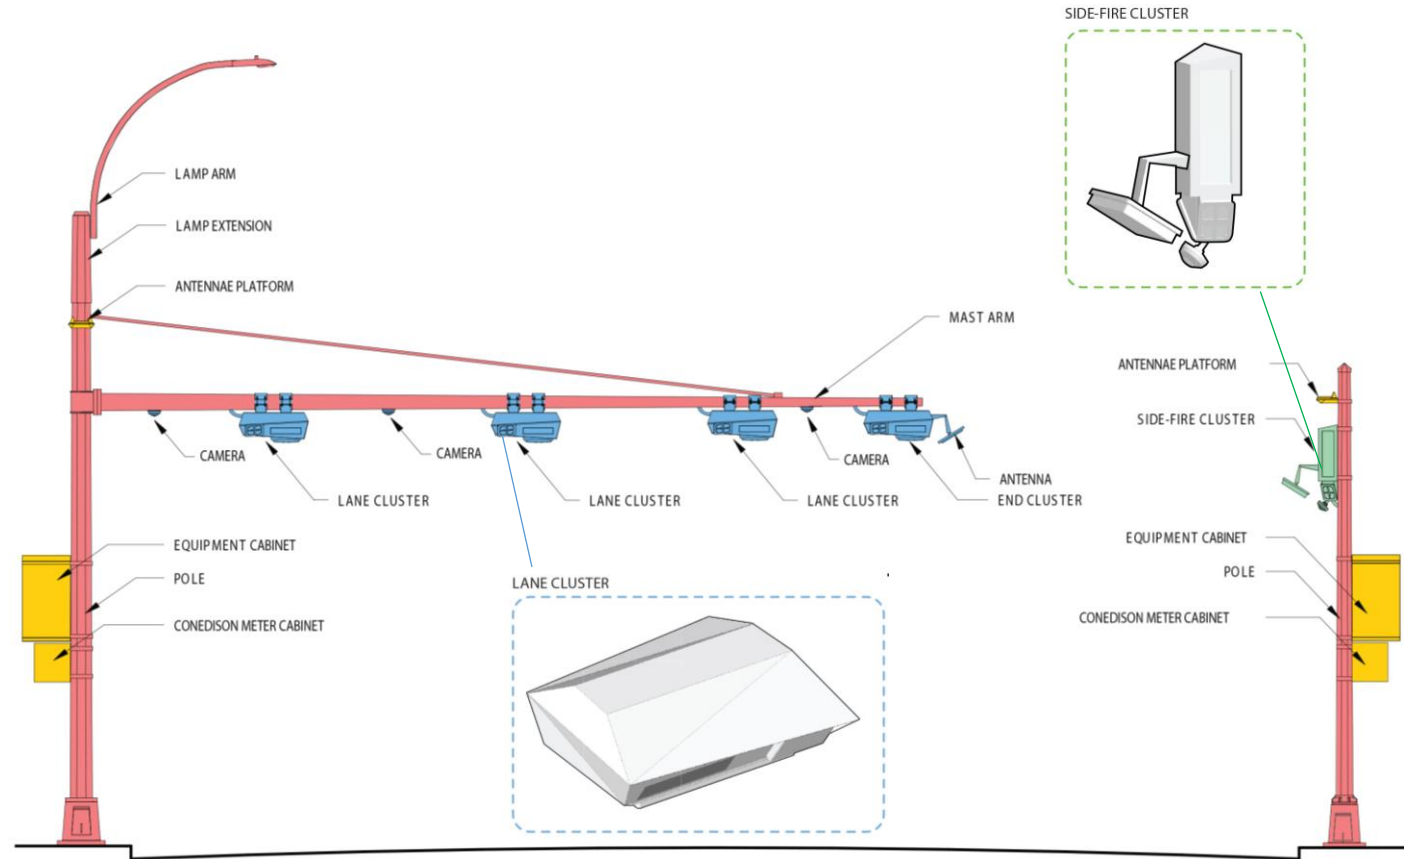 SIDE-FIRE CLUSTER
LAMP ARM
LAMP EXTENSION
ANTENNAE PLATFORM
MAST ARM
ANTENNAE PLATFORM
SIDE-FIRE CLUSTER
CAMERA
CAMERA
CAMERA
ANTENNA
LANE CLUSTER
LANE CLUSTER
LANE CLUSTER
END CLUSTER
EQUIPMENT CABINET
EQUIPMENT CABINET
POLE
POLE
LANE CLUSTER
CONEDISON METER CABINET
CONEDISON METER CABINET